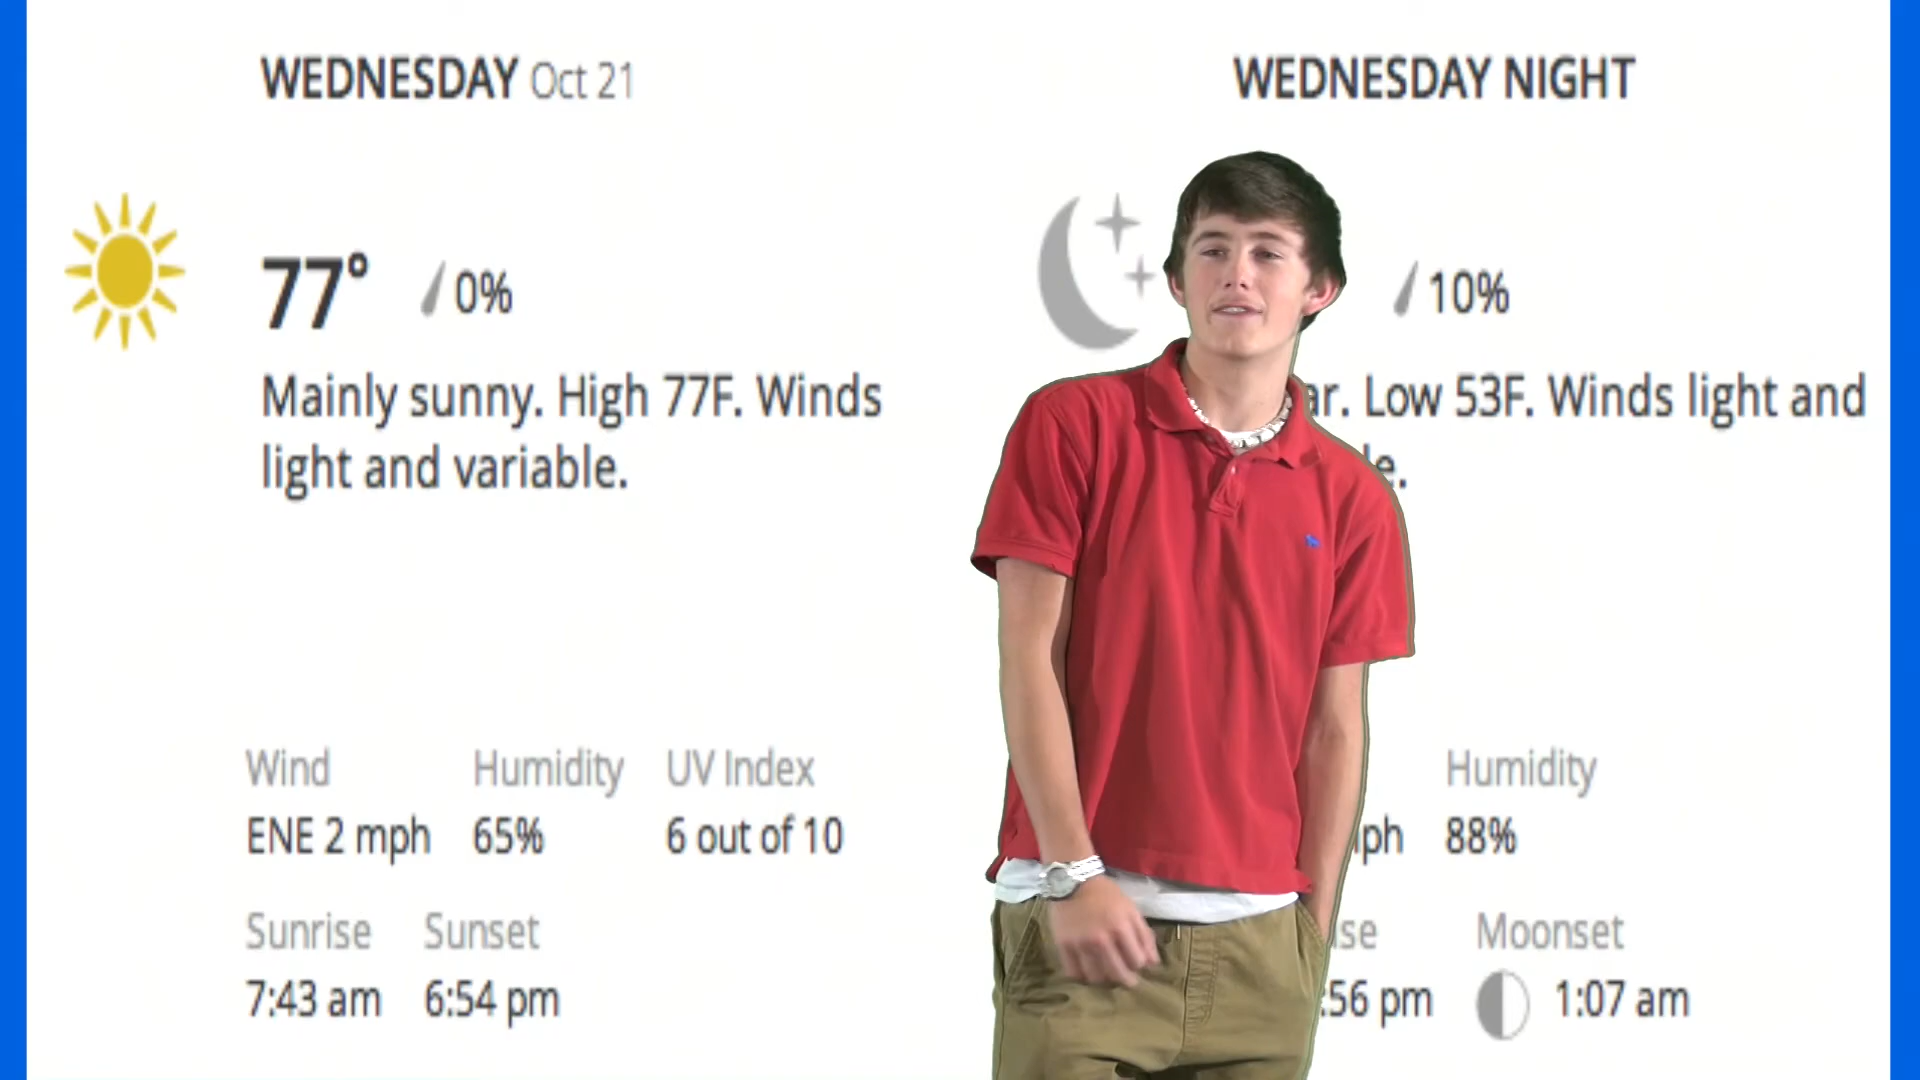 WEDNESDAY Oct 21
77° 0%
Mainly sunny. High 77F. Winds
light and variable.
Wind Humidity UV Index
ENE 2 mph 65% 6 out of 10
Sunrise Sunset
7:43 am 6:54 pm
WEDNESDAY NIGHT
10%
Low 53F. Winds light and
Humidity
88%
Moonset
56 pm 1:07 am